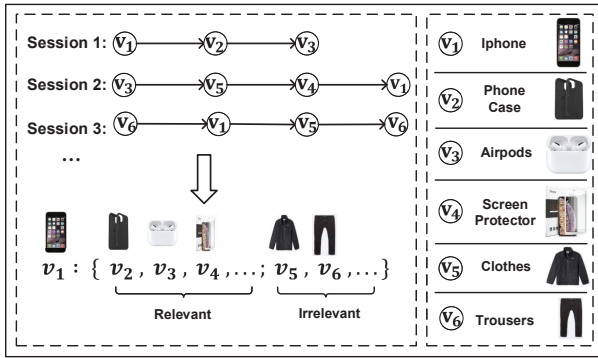 Session 1: v₁ v₂ v₃
Session 2: v₃ v₅ v₄ v₁
Session 3: v₆ v₁ v₅ v₆
...
v₁ : { v₂ , v₃ , v₄ ,...; v₅ , v₆ ,...}
Relevant Irrelevant
v₁ Iphone
v₂ Phone
Case
v₃ Airpods
v₄ Screen
Protector
v₅ Clothes
v₆ Trousers